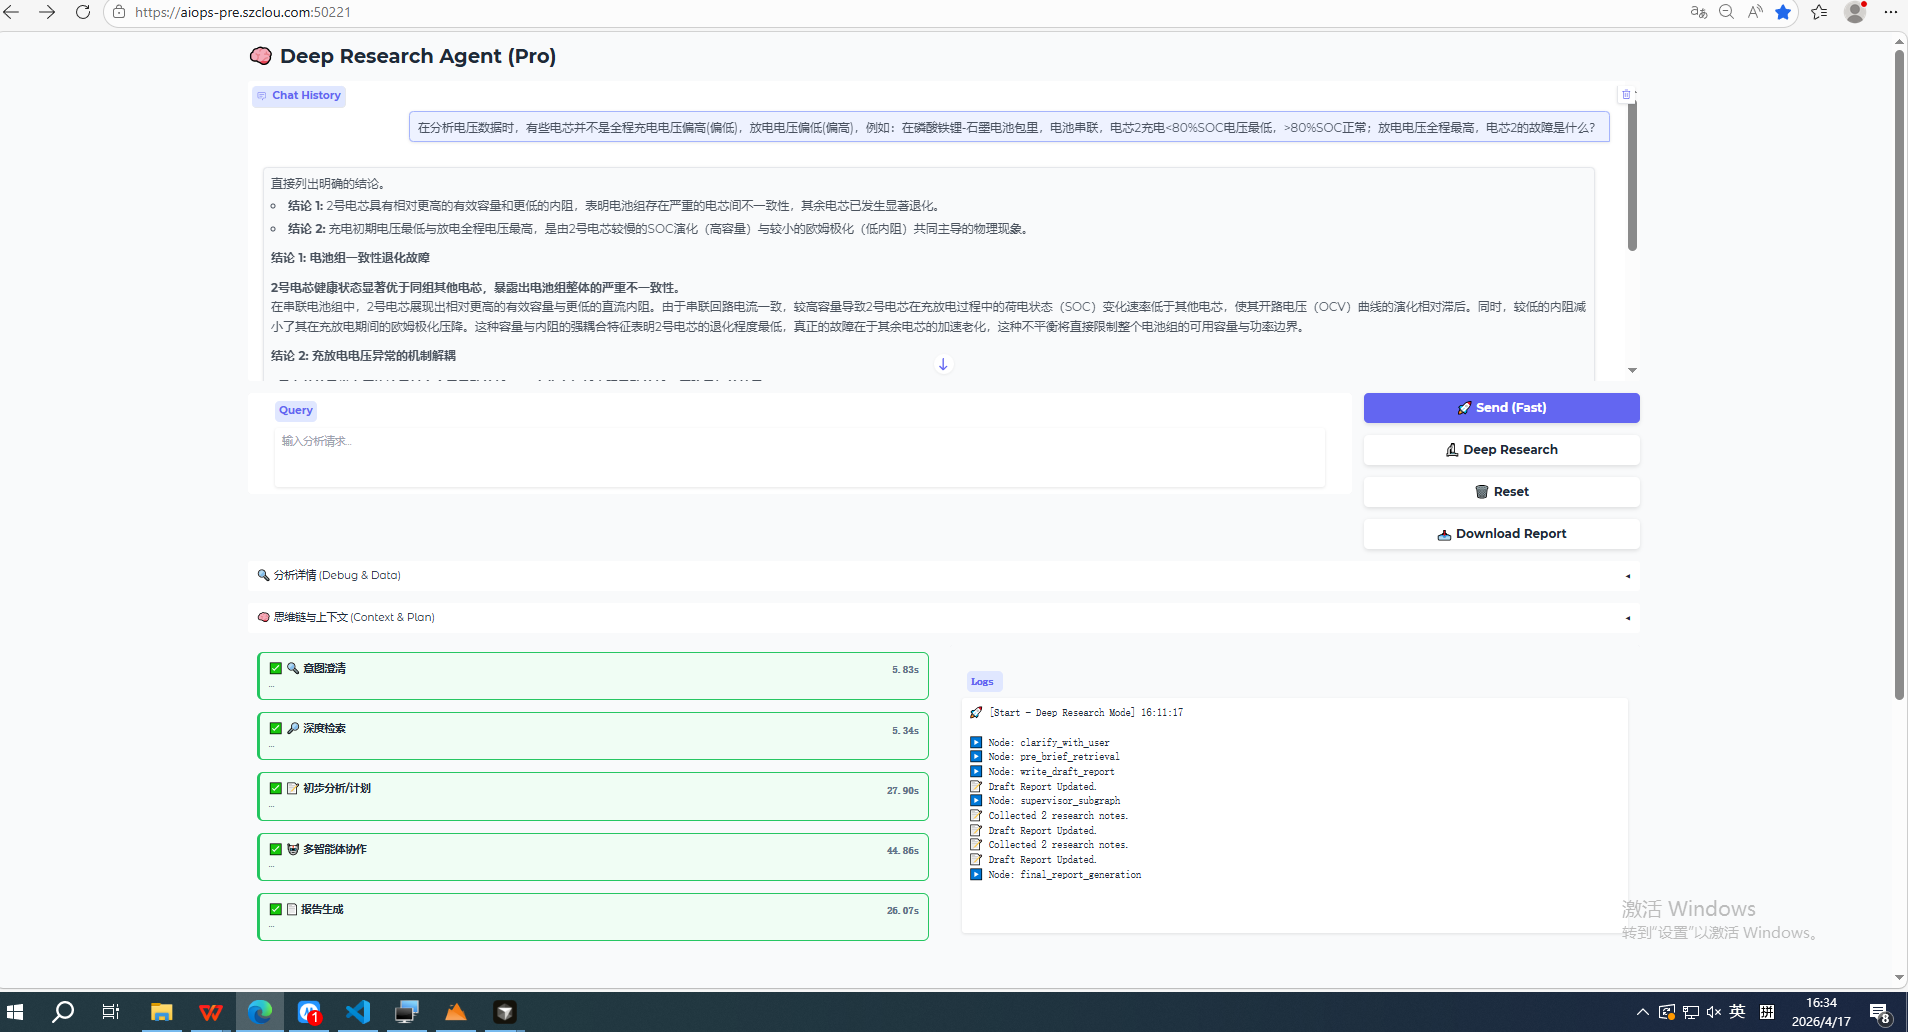 https://aiops-pre.szclou.com:50221
Deep Research Agent (Pro)
Chat History
在分析电压数据时，有些电芯并不是全程充电电压偏高(偏低)，放电电压偏低(偏高)，例如：在磷酸铁锂-石墨电池包里，电池串联，电芯2充电<80%SOC电压最低，>80%SOC正常；放电电压全程最高，电芯2的故障是什么?
直接列出明确的结论。
结论 1: 2号电芯具有相对更高的有效容量和更低的内阻，表明电池组存在严重的电芯间不一致性，其余电芯已发生显著退化。
结论 2: 充电初期电压最低与放电全程电压最高，是由2号电芯较慢的SOC演化（高容量）与较小的欧姆极化（低内阻）共同主导的物理现象。
结论 1: 电池组一致性退化故障
2号电芯健康状态显著优于同组其他电芯，暴露出电池组整体的严重不一致性。
在串联电池组中，2号电芯展现出相对更高的有效容量与更低的直流内阻。由于串联回路电流一致，较高容量导致2号电芯在充放电过程中的荷电状态（SOC）变化速率低于其他电芯，使其开路电压（OCV）曲线的演化相对滞后。同时，较低的内阻减
小了其在充放电期间的欧姆极化压降。这种容量与内阻的强耦合特征表明2号电芯的退化程度最低，真正的故障在于其余电芯的加速老化，这种不平衡将直接限制整个电池组的可用容量与功率边界。
结论 2: 充放电电压异常的机制解耦
Query
输入分析请求...
Send (Fast)
Deep Research
Reset
Download Report
分析详情 (Debug & Data)
思维链与上下文 (Context & Plan)
意图澄清
5.83s
...
深度检索
5.34s
...
初步分析/计划
27.90s
...
多智能体协作
44.86s
...
报告生成
26.07s
...
Logs
[Start - Deep Research Mode] 16:11:17
Node: clarify_with_user
Node: pre_brief_retrieval
Node: write_draft_report
Draft Report Updated.
Node: supervisor_subgraph
Collected 2 research notes.
Draft Report Updated.
Collected 2 research notes.
Draft Report Updated.
Node: final_report_generation
激活 Windows
转到“设置”以激活 Windows。
1
英
拼
16:34
2026/4/17
8